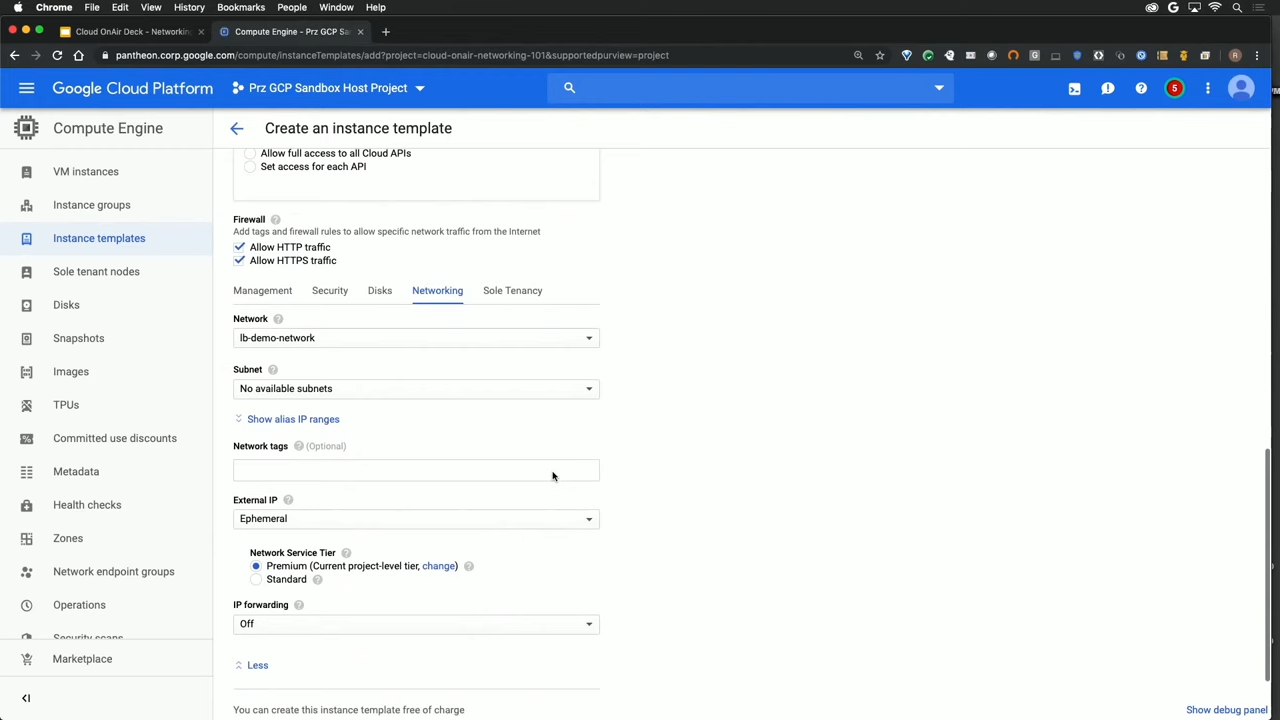 Chrome File Edit View History Bookmarks People Window Help
Cloud OnAir Deck - Networkin
Compute Engine - Prz GCP Sa
pantheon.corp.google.com/compute/instanceTemplates/add?project=cloud-onair-networking-101&supportedpurview=project
Google Cloud Platform
Prz GCP Sandbox Host Project
5
Compute Engine
Create an instance template
VM instances
Instance groups
Instance templates
Sole tenant nodes
Disks
Snapshots
Images
TPUs
Committed use discounts
Metadata
Health checks
Zones
Network endpoint groups
Operations
Security scans
Marketplace
Allow full access to all Cloud APIs
Set access for each API
Firewall
Add tags and firewall rules to allow specific network traffic from the Internet
Allow HTTP traffic
Allow HTTPS traffic
Management Security Disks Networking Sole Tenancy
Network
lb-demo-network
Subnet
No available subnets
Show alias IP ranges
Network tags (Optional)
External IP
Ephemeral
Network Service Tier
Premium (Current project-level tier, change)
Standard
IP forwarding
Off
Less
You can create this instance template free of charge
Show debug panel